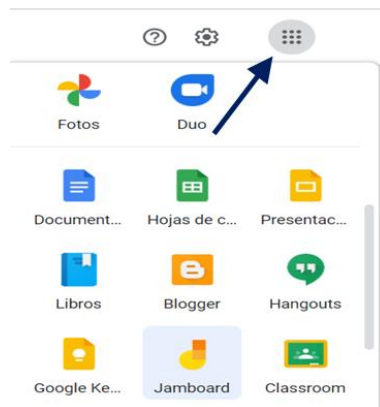 Fotos Duo
Document... Hojas de c... Presentac...
Libros Blogger Hangouts
Google Ke... Jamboard Classroom